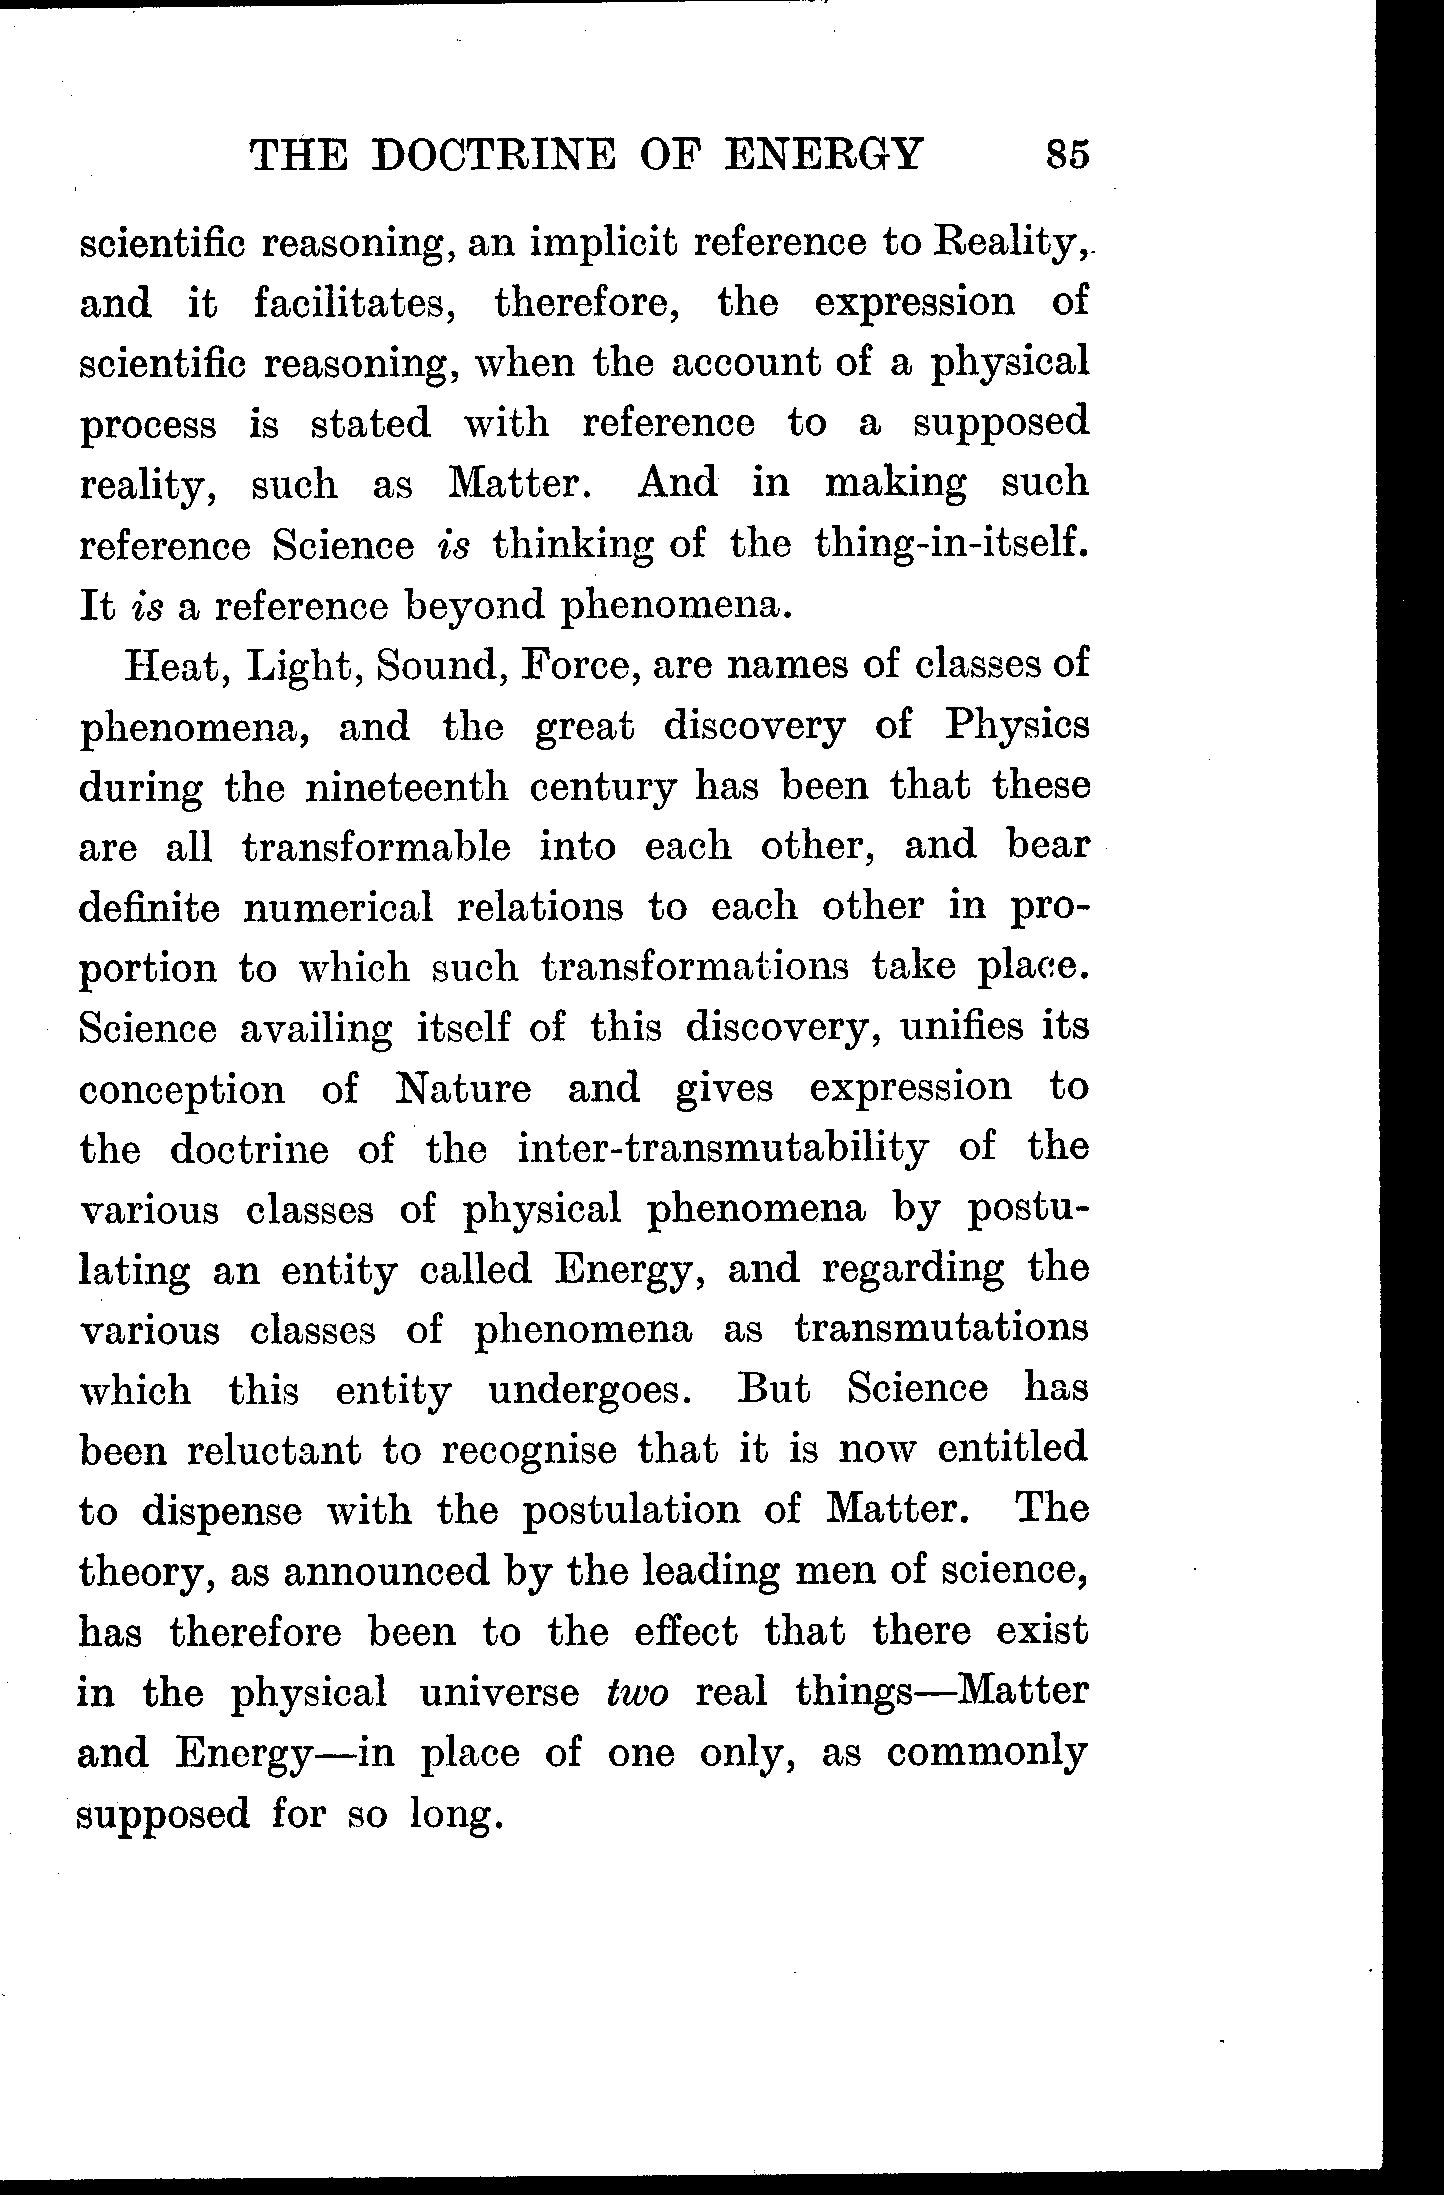 THE DOCTRINE OF ENERGY 85
scientific reasoning, an implicit reference to Reality,
and it facilitates, therefore, the expression of
scientific reasoning, when the account of a physical
process is stated with reference to a supposed
reality, such as Matter. And in making such
reference Science is thinking of the thing-in-itself.
It is a reference beyond phenomena.
Heat, Light, Sound, Force, are names of classes of
phenomena, and the great discovery of Physics
during the nineteenth century has been that these
are all transformable into each other, and bear
definite numerical relations to each other in pro-
portion to which such transformations take place.
Science availing itself of this discovery, unifies its
conception of Nature and gives expression to
the doctrine of the inter-transmutability of the
various classes of physical phenomena by postu-
lating an entity called Energy, and regarding the
various classes of phenomena as transmutations
which this entity undergoes. But Science has
been reluctant to recognise that it is now entitled
to dispense with the postulation of Matter. The
theory, as announced by the leading men of science,
has therefore been to the effect that there exist
in the physical universe two real things—Matter
and Energy—in place of one only, as commonly
supposed for so long.